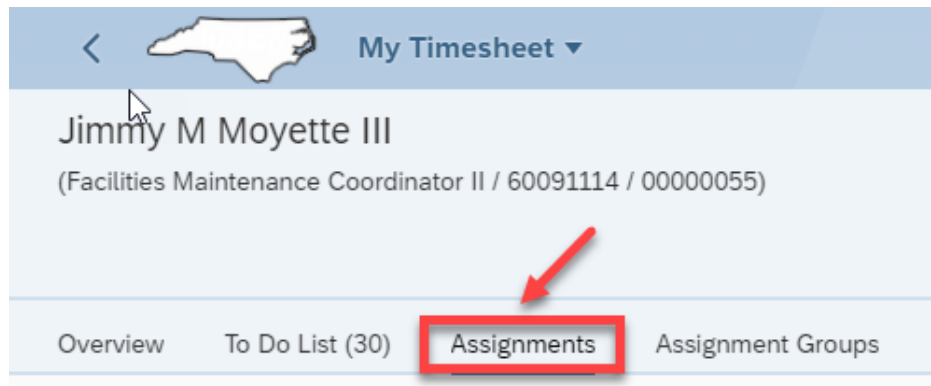 My Timesheet
Jimmy M Moyette III
(Facilities Maintenance Coordinator II / 60091114 / 00000055)
Overview To Do List (30) Assignments Assignment Groups